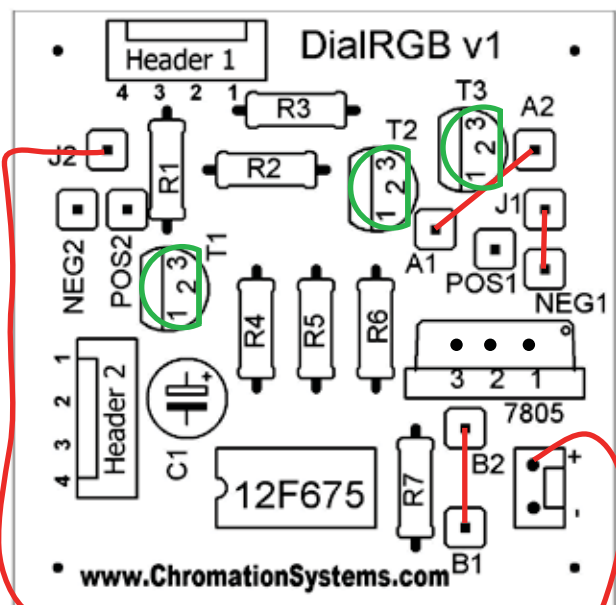 DialRGB v1
Header 1
4 3 2 1
R3
T3
A2
T2
J2
R1
R2
3
2
1
3
2
1
J1
A1
POS1
NEG1
NEG2
POS2
T1
3
2
1
R4
R5
R6
1
2
3
4
Header 2
+
C1
3 2 1
7805
12F675
R7
B2
+
-
B1
www.ChromationSystems.com